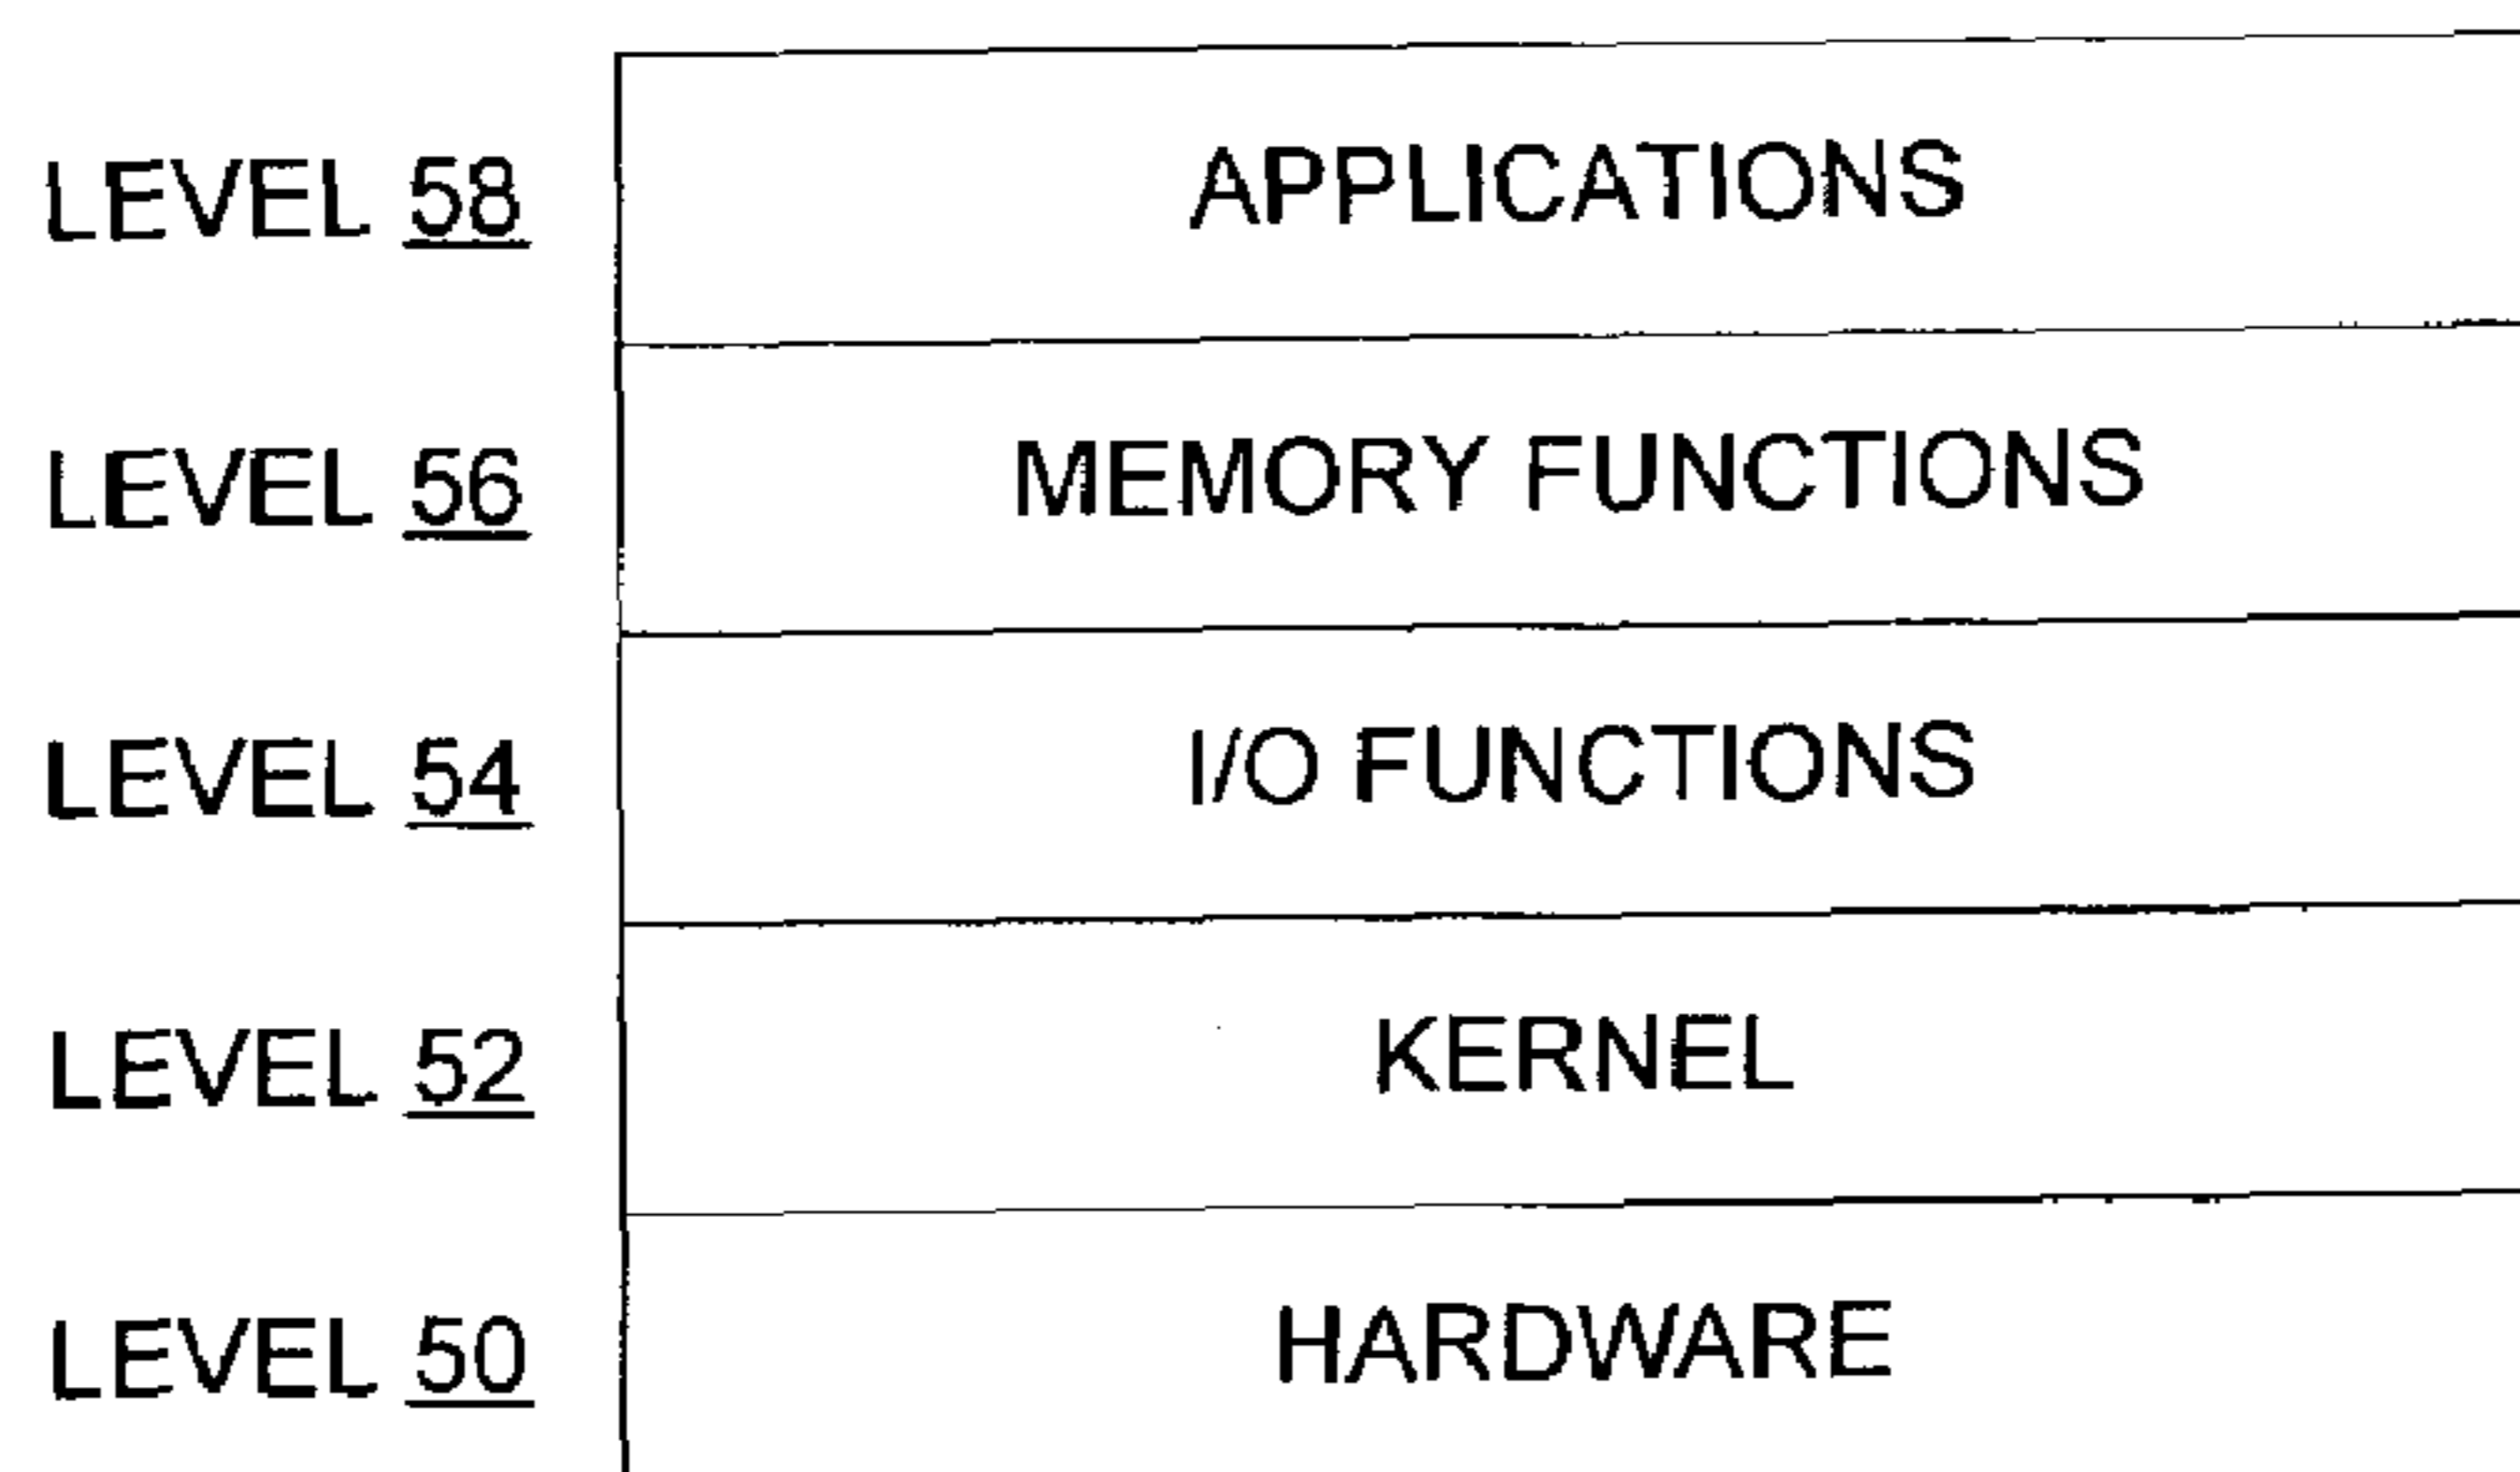 LEVEL 58 APPLICATIONS
LEVEL 56 MEMORY FUNCTIONS
LEVEL 54 I/O FUNCTIONS
LEVEL 52 KERNEL
LEVEL 50 HARDWARE